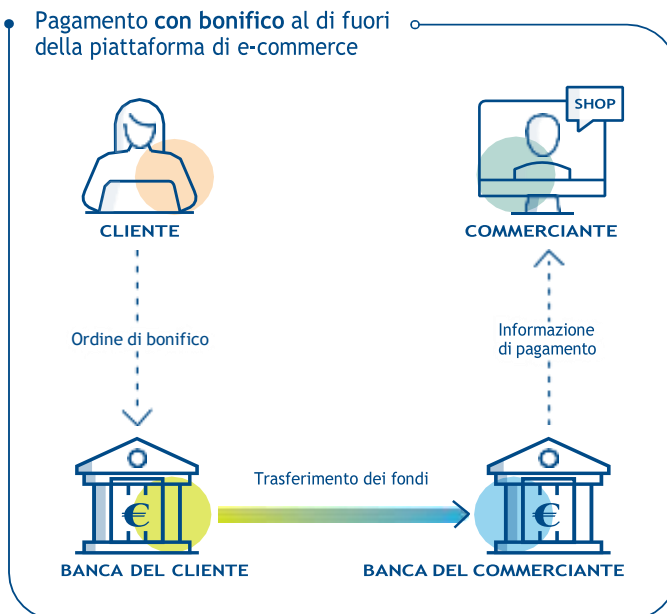 Pagamento con bonifico al di fuori
della piattaforma di e-commerce
SHOP
CLIENTE
COMMERCIANTE
Ordine di bonifico
Informazione
di pagamento
Trasferimento dei fondi
€
€
BANCA DEL CLIENTE
BANCA DEL COMMERCIANTE